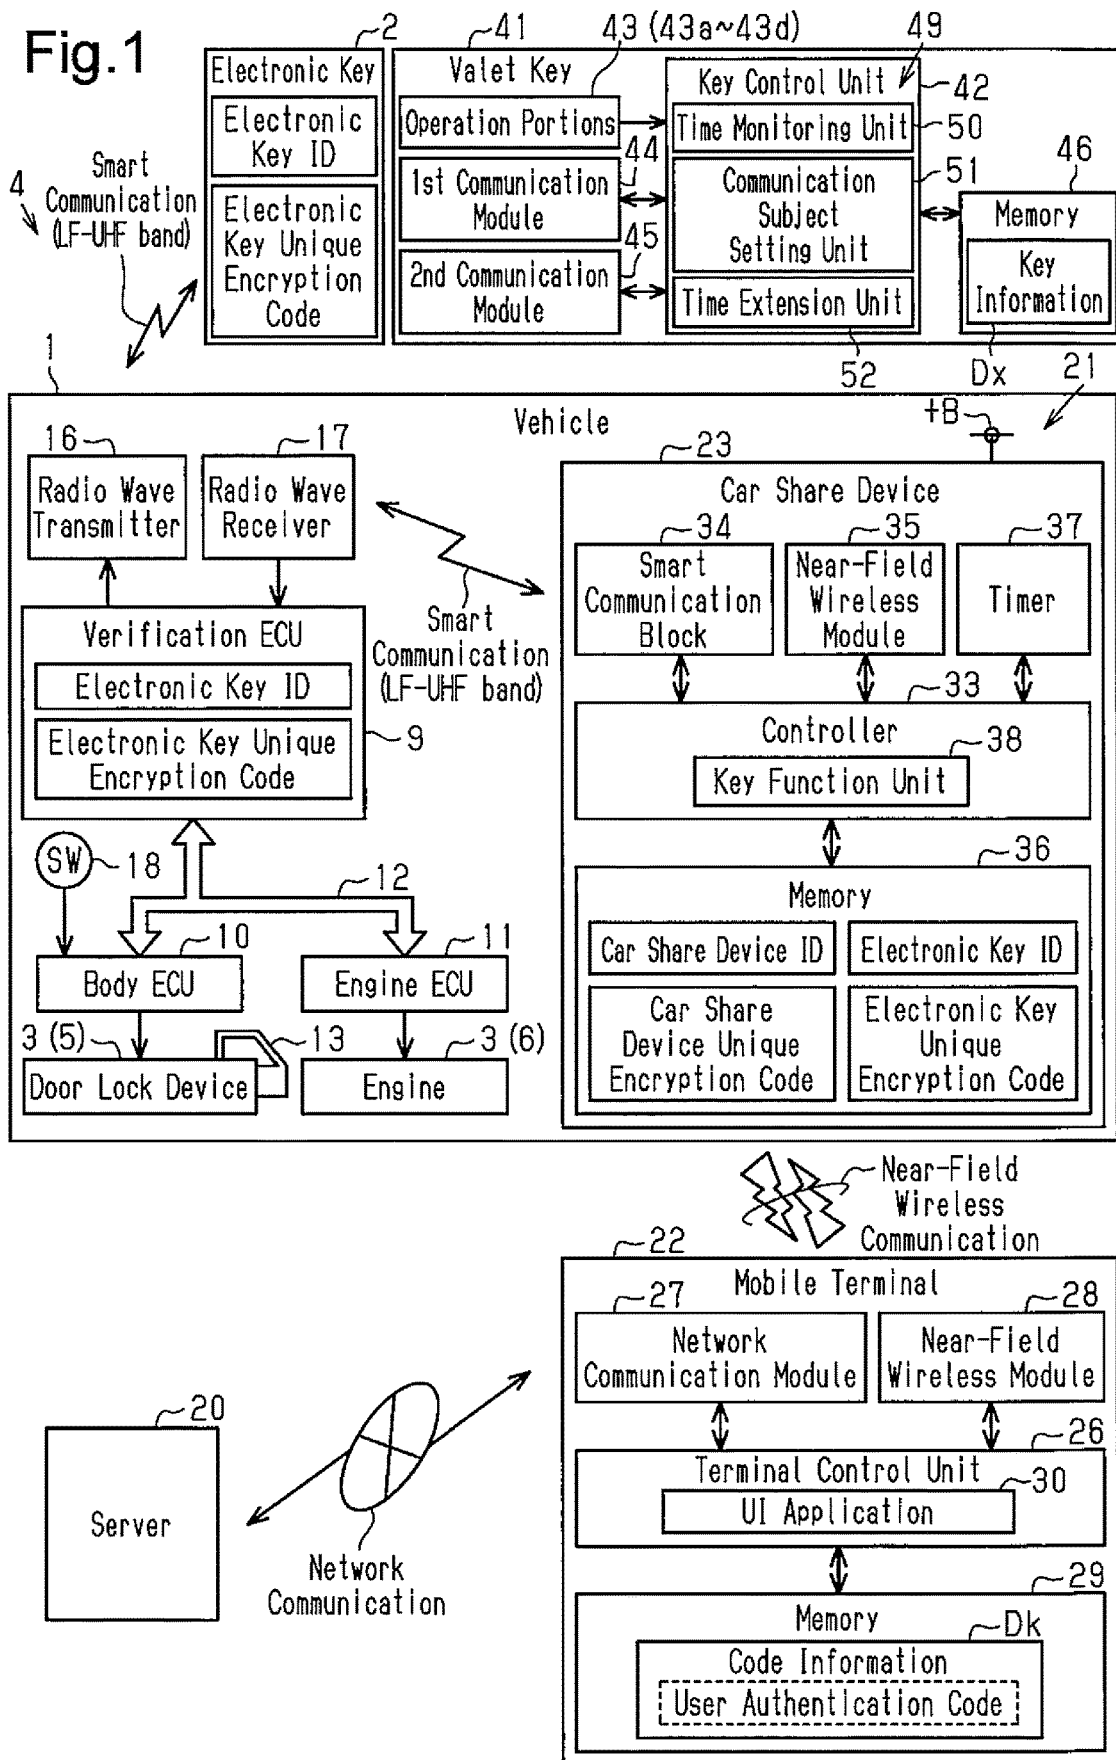 Fig.1
2
41
43 (43a~43d)
49
Electronic Key
Electronic
Key ID
Electronic
Key Unique
Encryption
Code
Valet Key
Operation Portions
44
1st Communication
Module
45
2nd Communication
Module
Key Control Unit
42
Time Monitoring Unit
50
Communication
Subject
Setting Unit
51
Time Extension Unit
52
46
Memory
Key
Information
Dx
4
Smart
Communication
(LF-UHF band)
1
21
Vehicle
+B
16
Radio Wave
Transmitter
17
Radio Wave
Receiver
Verification ECU
Electronic Key ID
Electronic Key Unique
Encryption Code
9
Smart
Communication
(LF-UHF band)
SW
18
12
10
Body ECU
11
Engine ECU
3 (5)
13
Door Lock Device
3 (6)
Engine
23
Car Share Device
34
Smart
Communication
Block
35
Near-Field
Wireless
Module
37
Timer
33
Controller
38
Key Function Unit
36
Memory
Car Share Device ID
Electronic Key ID
Car Share
Device Unique
Encryption Code
Electronic Key
Unique
Encryption Code
Near-Field
Wireless
Communication
22
Mobile Terminal
27
Network
Communication Module
28
Near-Field
Wireless Module
26
Terminal Control Unit
30
UI Application
29
Memory
Dk
Code Information
User Authentication Code
20
Server
Network
Communication